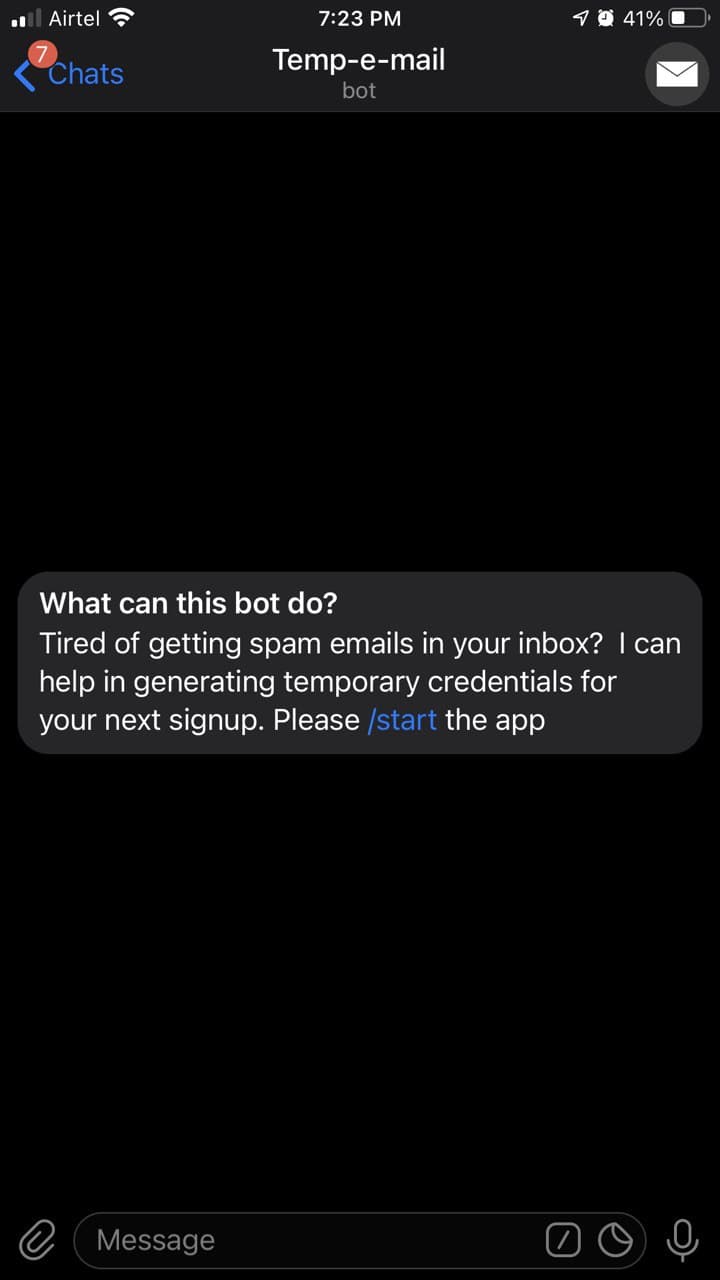 Airtel 7:23 PM 41%
7
Chats
Temp-e-mail
bot
What can this bot do?
Tired of getting spam emails in your inbox?  I can
help in generating temporary credentials for
your next signup. Please /start the app
Message